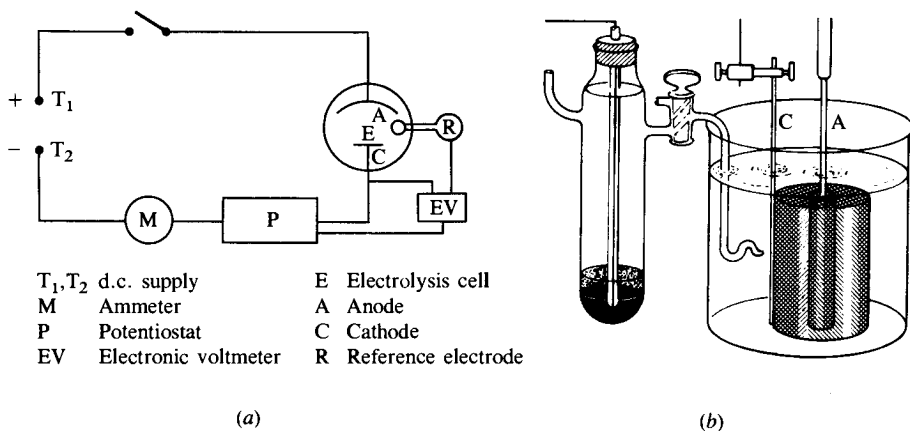 + T₁
− T₂
A
E
C
R
EV
M
P
T₁,T₂ d.c. supply
M Ammeter
P Potentiostat
EV Electronic voltmeter
E Electrolysis cell
A Anode
C Cathode
R Reference electrode
(a)
C
A
(b)